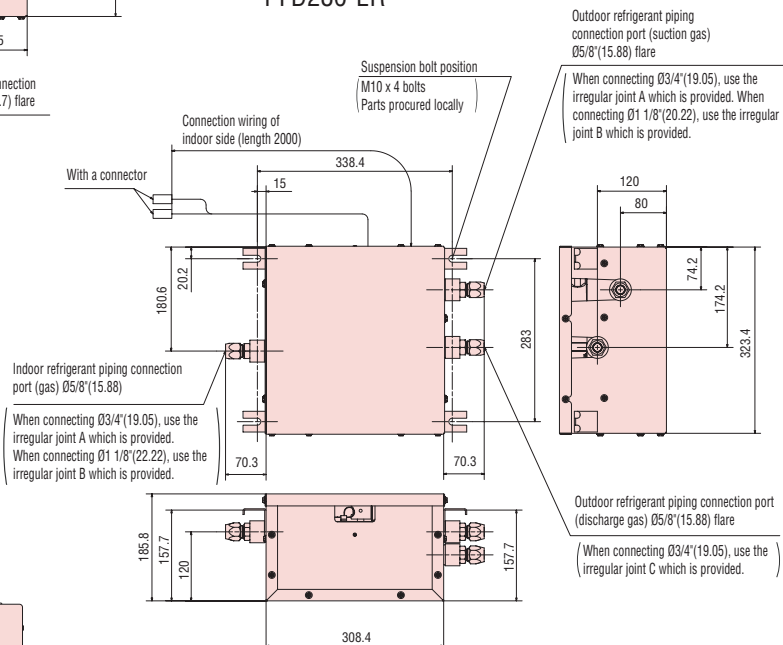 5
Outdoor refrigerant piping
connection port (suction gas)
Ø5/8"(15.88) flare
When connecting Ø3/4"(19.05), use the
irregular joint A which is provided. When
connecting Ø1 1/8"(20.22), use the irregular
joint B which is provided.
.7) flare
Suspension bolt position
M10 x 4 bolts
Parts procured locally
Connection wiring of
indoor side (length 2000)
With a connector
338.4
15
20.2
180.6
283
120
80
74.2
174.2
323.4
Indoor refrigerant piping connection
port (gas) Ø5/8"(15.88)
When connecting Ø3/4"(19.05), use the
irregular joint A which is provided.
When connecting Ø1 1/8"(22.22), use the
irregular joint B which is provided.
70.3
70.3
Outdoor refrigerant piping connection port
(discharge gas) Ø5/8"(15.88) flare
When connecting Ø3/4"(19.05), use the
irregular joint C which is provided.
185.8
157.7
120
157.7
308.4